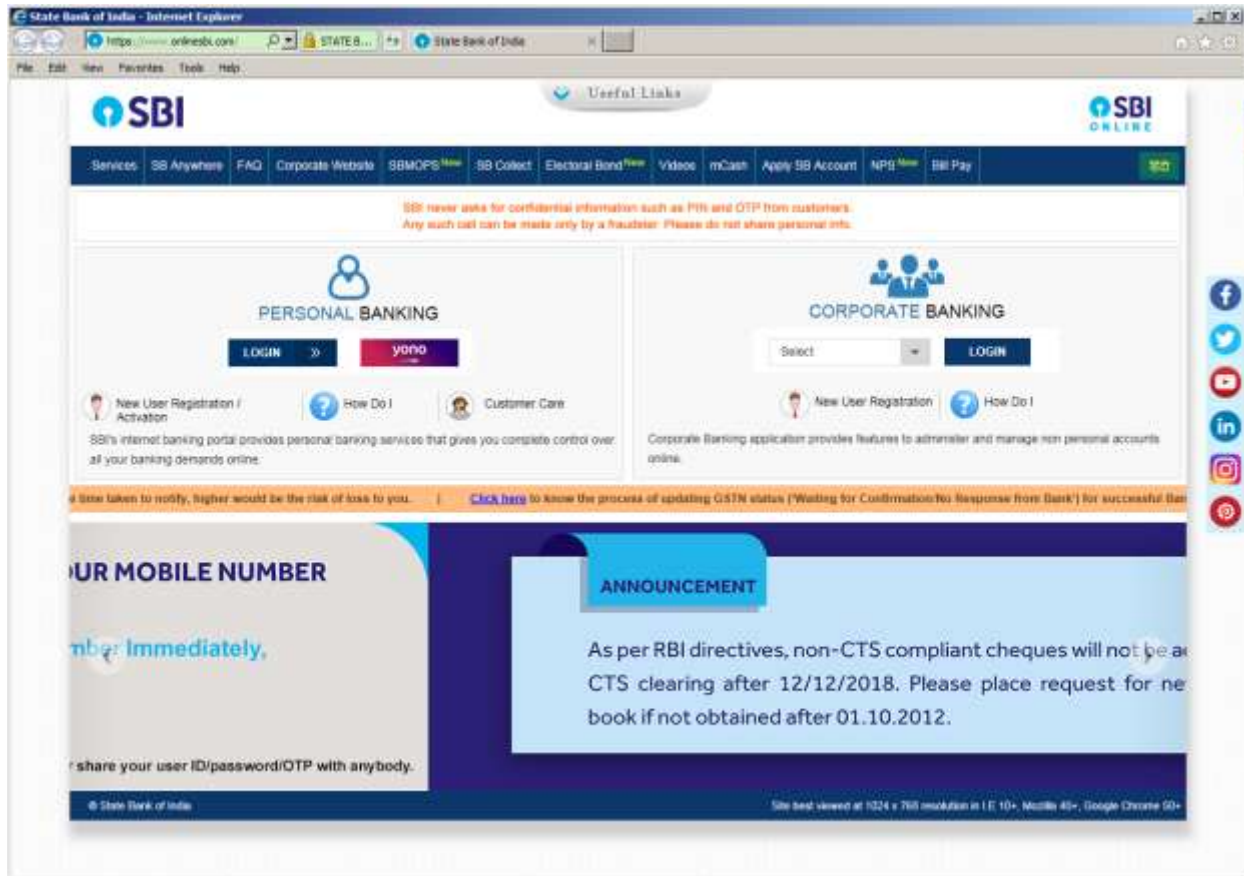 State Bank of India - Internet Explorer
https://www.onlinesbi.com/ STATE B... State Bank of India
File Edit View Favorites Tools Help
Useful Links
SBI
SBI
ONLINE
Services SB Anywhere FAQ Corporate Website SBMOPS New SB Collect Electoral Bond New Videos mCash Apply SB Account NPS New Bill Pay
SBI never asks for confidential information such as PIN and OTP from customers.
Any such call can be made only by a fraudster. Please do not share personal info.
PERSONAL BANKING
LOGIN »
yono
New User Registration / Activation
How Do I
Customer Care
SBI's internet banking portal provides personal banking services that gives you complete control over
all your banking demands online.
CORPORATE BANKING
Select
LOGIN
New User Registration
How Do I
Corporate Banking application provides features to administer and manage non personal accounts
online.
time taken to notify, higher would be the risk of loss to you. | Click here to know the process of updating GSTN status ('Waiting for Confirmation/No Response from Bank') for successful Ban
UR MOBILE NUMBER
mber Immediately,
share your user ID/password/OTP with anybody.
ANNOUNCEMENT
As per RBI directives, non-CTS compliant cheques will not be ac
CTS clearing after 12/12/2018. Please place request for ne
book if not obtained after 01.10.2012.
© State Bank of India
Site best viewed at 1024 x 768 resolution in I.E 10+, Mozilla 40+, Google Chrome 50+